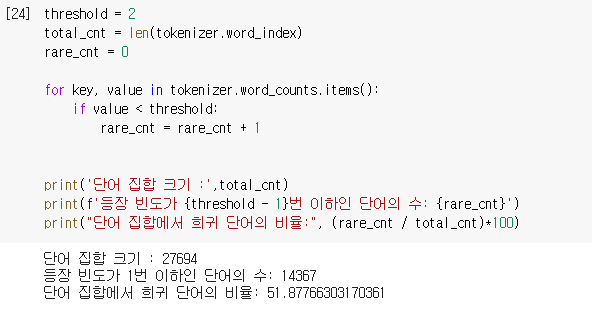 [24] threshold = 2
total_cnt = len(tokenizer.word_index)
rare_cnt = 0
for key, value in tokenizer.word_counts.items():
if value < threshold:
rare_cnt = rare_cnt + 1
print('단어 집합 크기 :',total_cnt)
print(f'등장 빈도가 {threshold - 1}번 이하인 단어의 수: {rare_cnt}')
print("단어 집합에서 희귀 단어의 비율:", (rare_cnt / total_cnt)*100)
단어 집합 크기 : 27694
등장 빈도가 1번 이하인 단어의 수: 14367
단어 집합에서 희귀 단어의 비율: 51.87766303170361